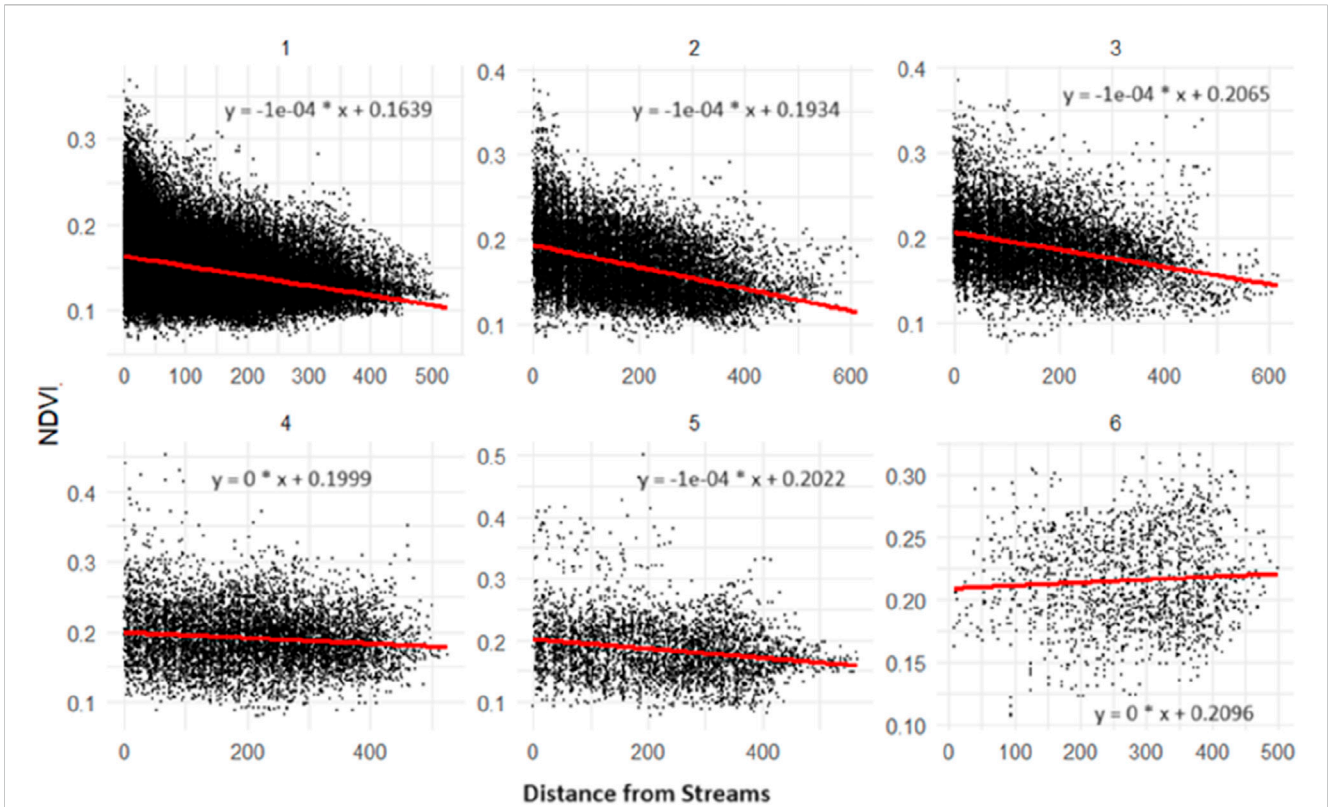 1 2 3
y = -1e-04 * x + 0.1639 y = -1e-04 * x + 0.1934 y = -1e-04 * x + 0.2065
0.3 0.2 0.1
0.4 0.3 0.2 0.1
0.4 0.3 0.2 0.1
0 100 200 300 400 500
0 200 400 600
0 200 400 600
NDVI
4 5 6
y = 0 * x + 0.1999 y = -1e-04 * x + 0.2022
0.4 0.3 0.2 0.1
0.5 0.4 0.3 0.2 0.1
0.30 0.25 0.20 0.15 0.10
y = 0 * x + 0.2096
0 200 400
0 200 400
0 100 200 300 400 500
Distance from Streams